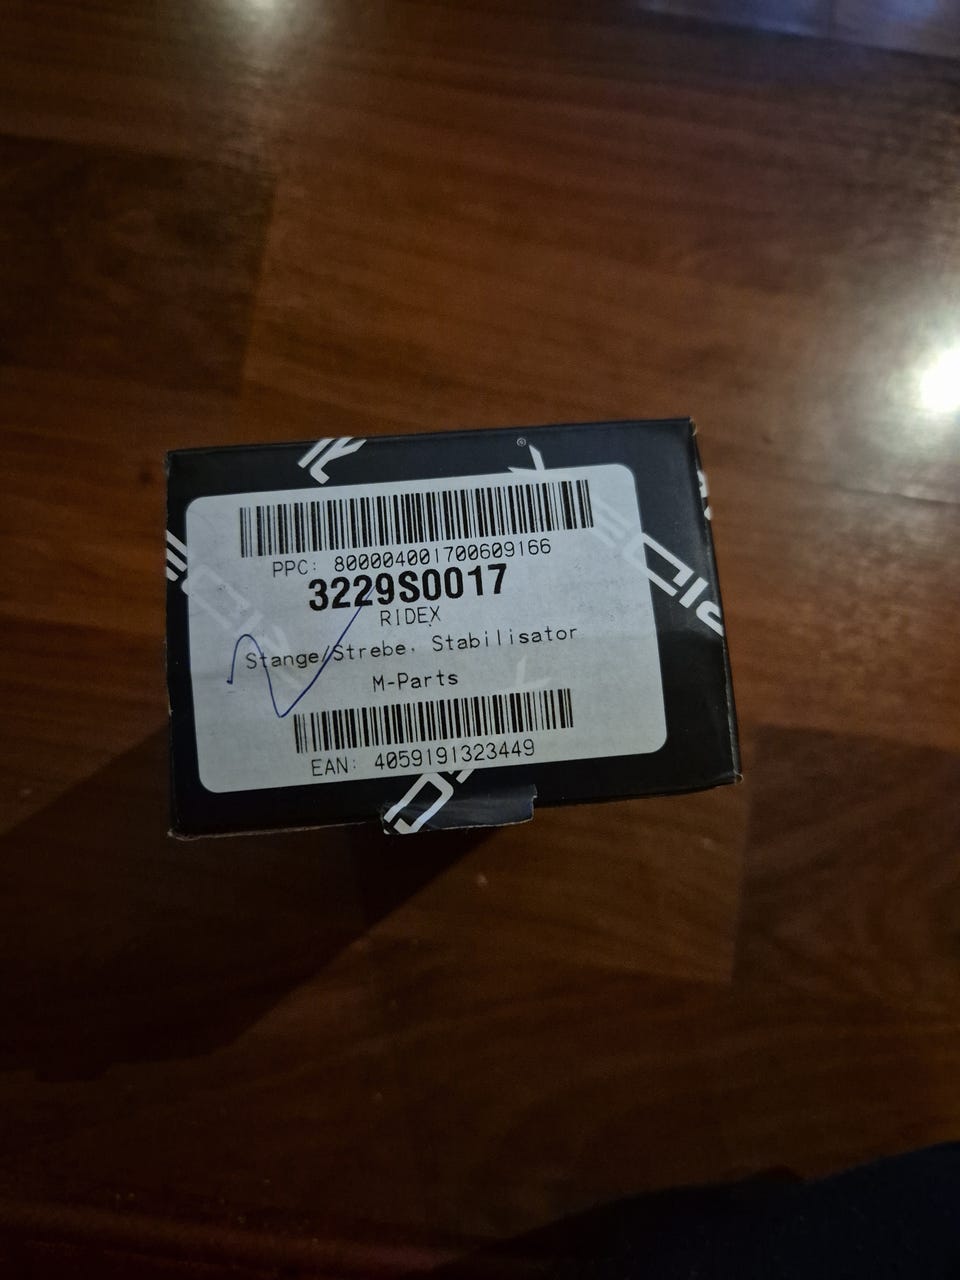 PPC: 800004001700609166
3229S0017
RIDEX
Stange/Strebe, Stabilisator
M-Parts
EAN: 4059191323449